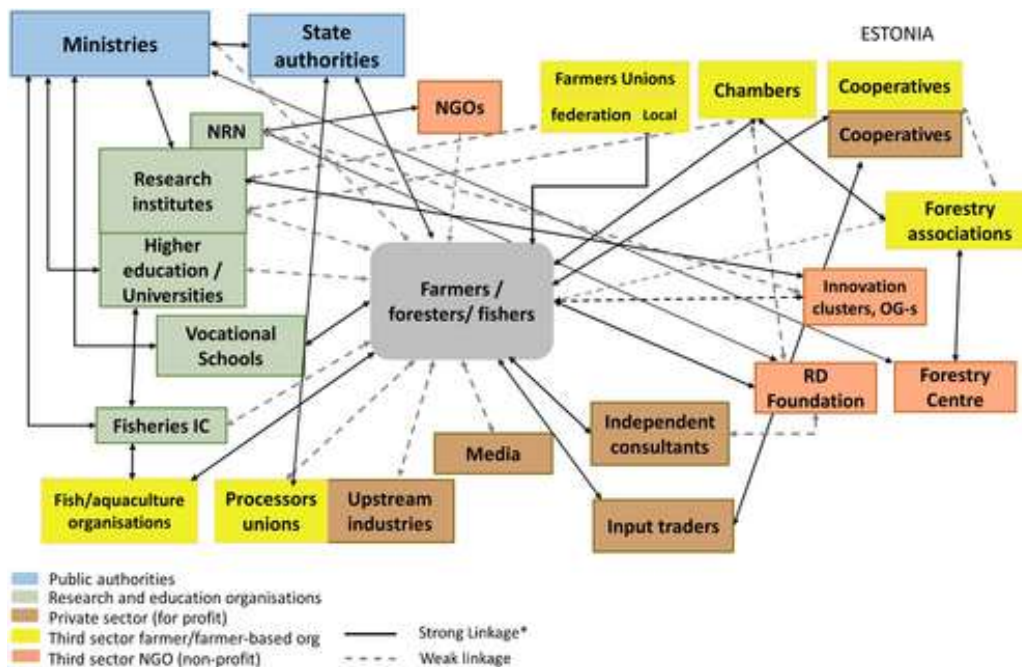 ESTONIA
Ministries
State
authorities
NGOs
Farmers Unions
federation Local
Chambers
Cooperatives
Cooperatives
NRN
Research
institutes
Higher
education /
Universities
Vocational
Schools
Farmers /
foresters/ fishers
Forestry
associations
Innovation
clusters, OG-s
RD
Foundation
Forestry
Centre
Fisheries IC
Independent
consultants
Media
Fish/aquaculture
organisations
Processors
unions
Upstream
industries
Input traders
Public authorities
Research and education organisations
Private sector (for profit)
Third sector farmer/farmer-based org
Third sector NGO (non-profit)
Strong Linkage*
Weak linkage